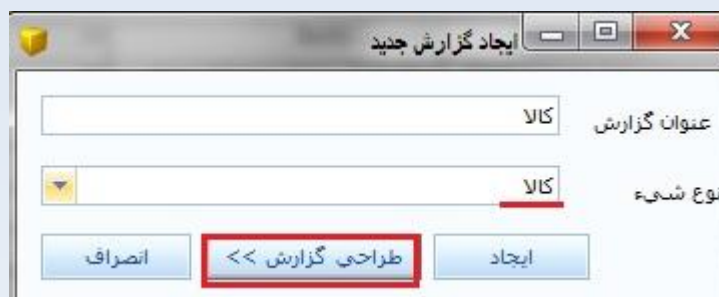 ایجاد گزارش جدید
عنوان گزارش کالا
نوع شیء کالا
ایجاد طراحی گزارش >> انصراف